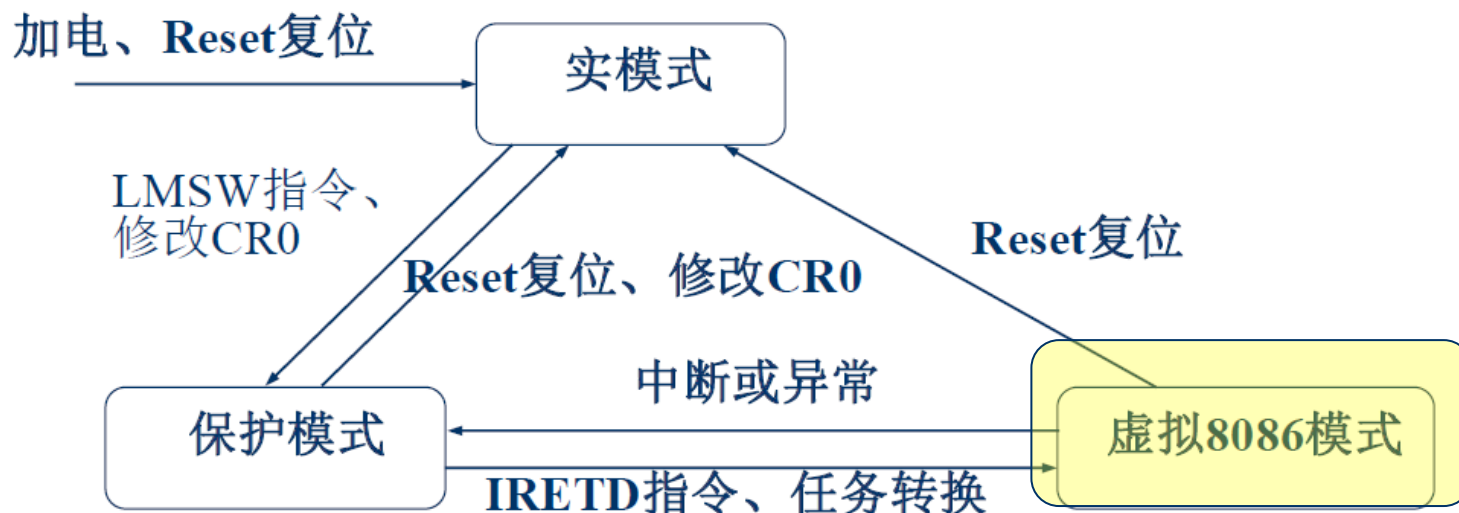 加电、Reset复位
实模式
LMSW指令、
修改CR0
Reset复位
Reset复位、修改CR0
中断或异常
保护模式
虚拟8086模式
IRETD指令、任务转换